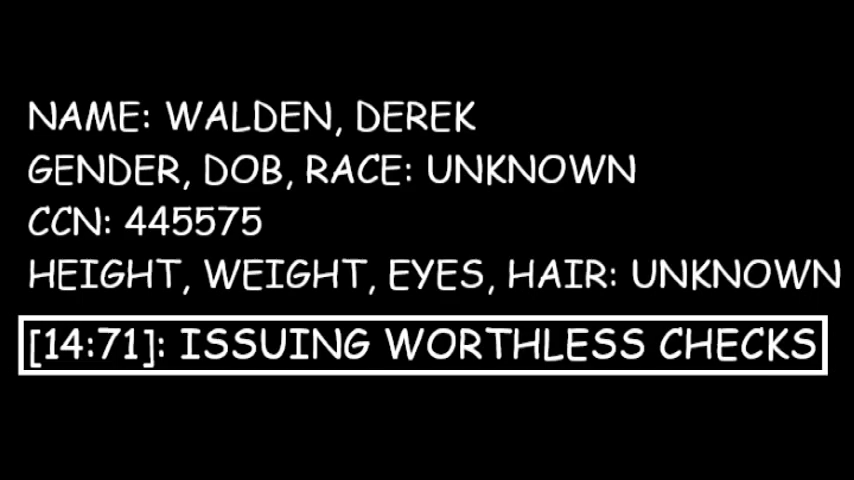 NAME: WALDEN, DEREK
GENDER, DOB, RACE: UNKNOWN
CCN: 445575
HEIGHT, WEIGHT, EYES, HAIR: UNKNOWN
[14:71]: ISSUING WORTHLESS CHECKS